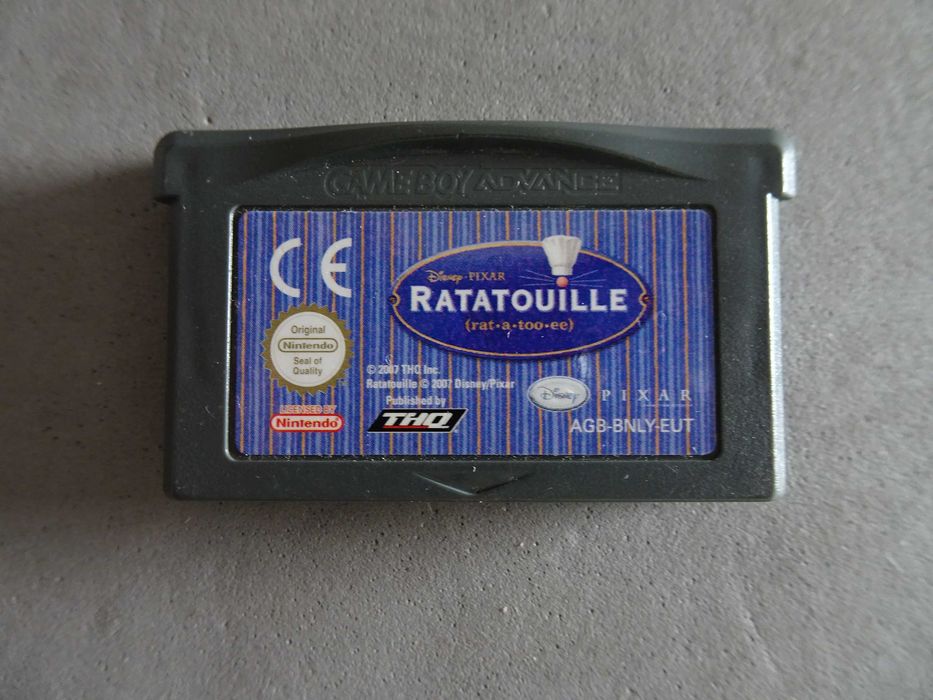 GAME BOY ADVANCE
CE
Disney · PIXAR
RATATOUILLE
(rat•a•too•ee)
Original
Nintendo
Seal of
Quality
© 2007 THQ Inc.
Ratatouille © 2007 Disney/Pixar
Published by
THQ
LICENSED BY
Nintendo
Disney PIXAR
AGB-BNLY-EUT